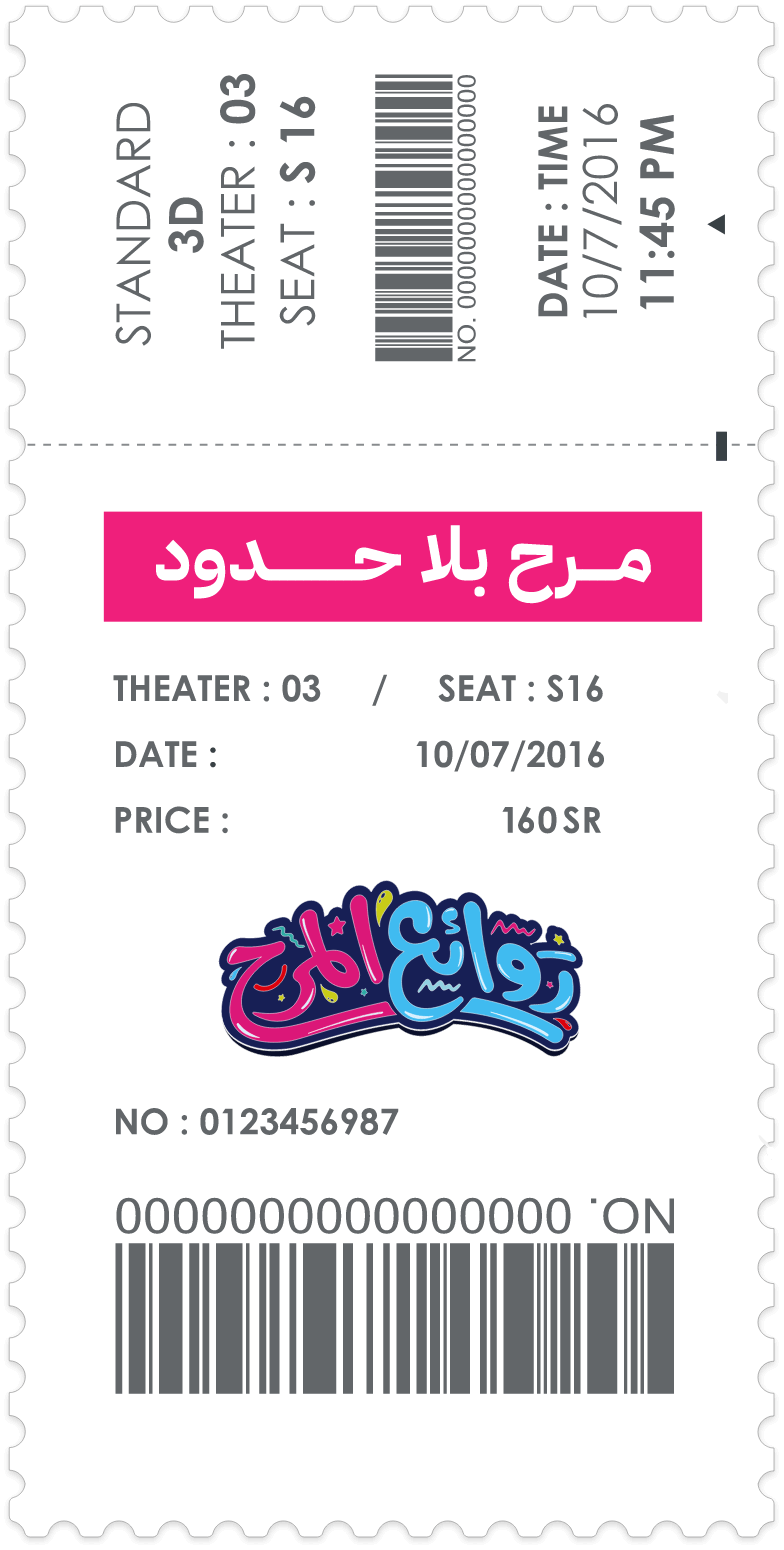 STANDARD
3D
THEATER : 03
SEAT : S 16
NO. 0000000000000000
DATE : TIME
10/7/2016
11:45 PM
مرح بلا حـــدود
THEATER : 03 / SEAT : S16
DATE : 10/07/2016
PRICE : 160 SR
روائع المرح
NO : 0123456987
NO. 0000000000000000